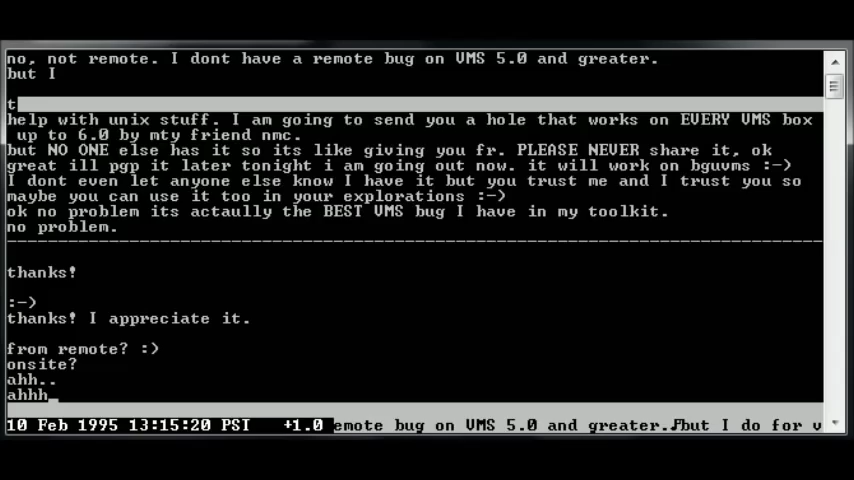 no, not remote. I dont have a remote bug on VMS 5.0 and greater.
but I
t
help with unix stuff. I am going to send you a hole that works on EVERY VMS box
up to 6.0 by mty friend nmc.
but NO ONE else has it so its like giving you fr. PLEASE NEVER share it, ok
great ill pgp it later tonight i am going out now. it will work on bguvms :-)
I dont even let anyone else know I have it but you trust me and I trust you so
maybe you can use it too in your explorations :-)
ok no problem its actaully the BEST VMS bug I have in my toolkit.
no problem.
--------------------------------------------------------------------------------
thanks!
:-)
thanks! I appreciate it.
from remote? :)
onsite?
ahh..
ahhh_
10 Feb 1995 13:15:20 PST +1.0 emote bug on VMS 5.0 and greater.♬but I do for v